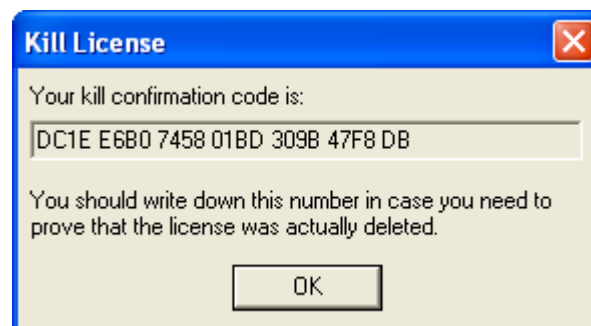 Kill License
Your kill confirmation code is:
DC1E E6B0 7458 01BD 309B 47F8 DB
You should write down this number in case you need to
prove that the license was actually deleted.
OK